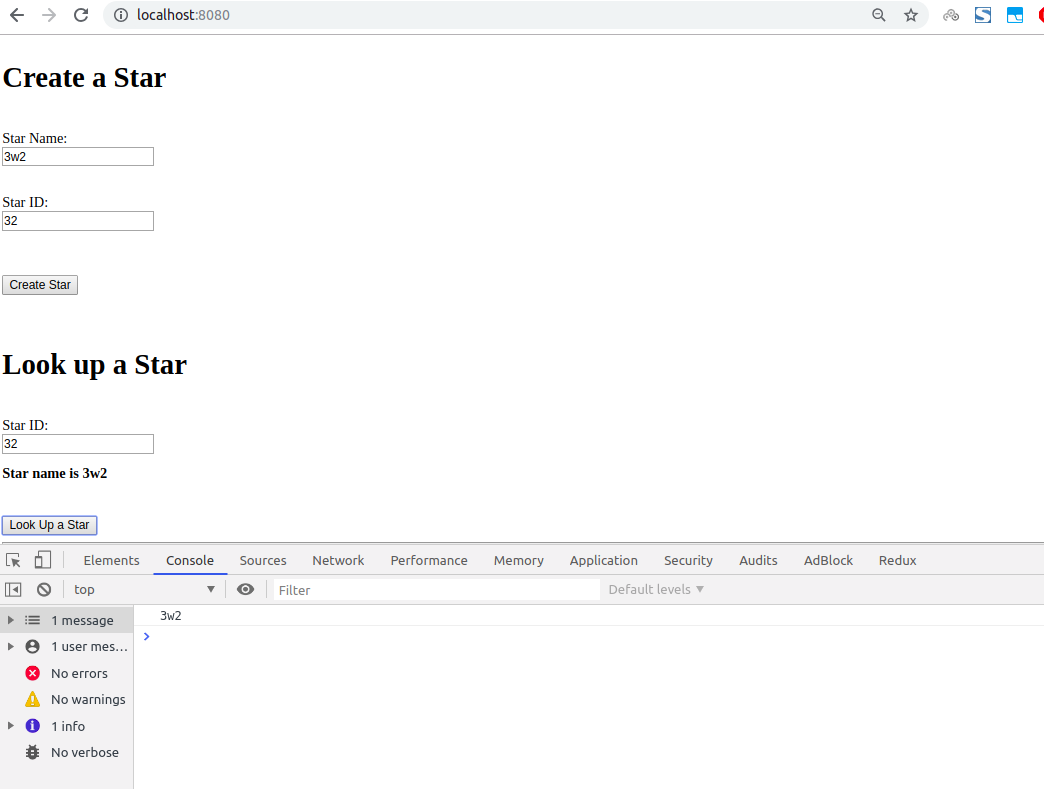 localhost:8080
Create a Star
Star Name:
3w2
Star ID:
32
Create Star
Look up a Star
Star ID:
32
Star name is 3w2
Look Up a Star
Elements Console Sources Network Performance Memory Application Security Audits AdBlock Redux
top Filter Default levels
1 message 3w2
1 user mes…
No errors
No warnings
1 info
No verbose